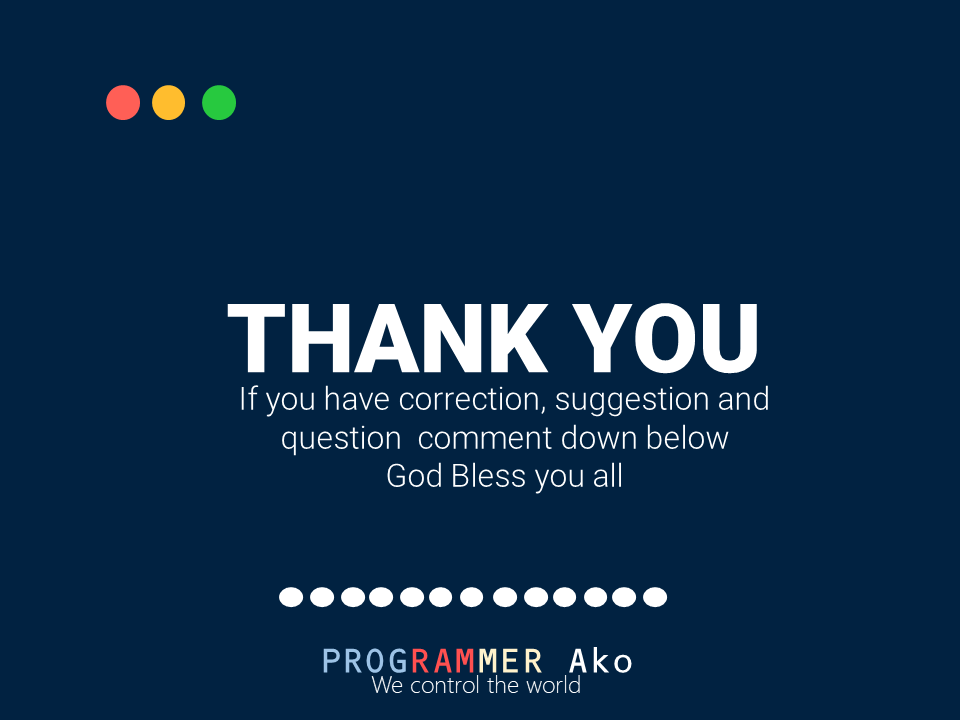 THANK YOU
If you have correction, suggestion and
question  comment down below
God Bless you all
PROGRAMMER Ako
We control the world